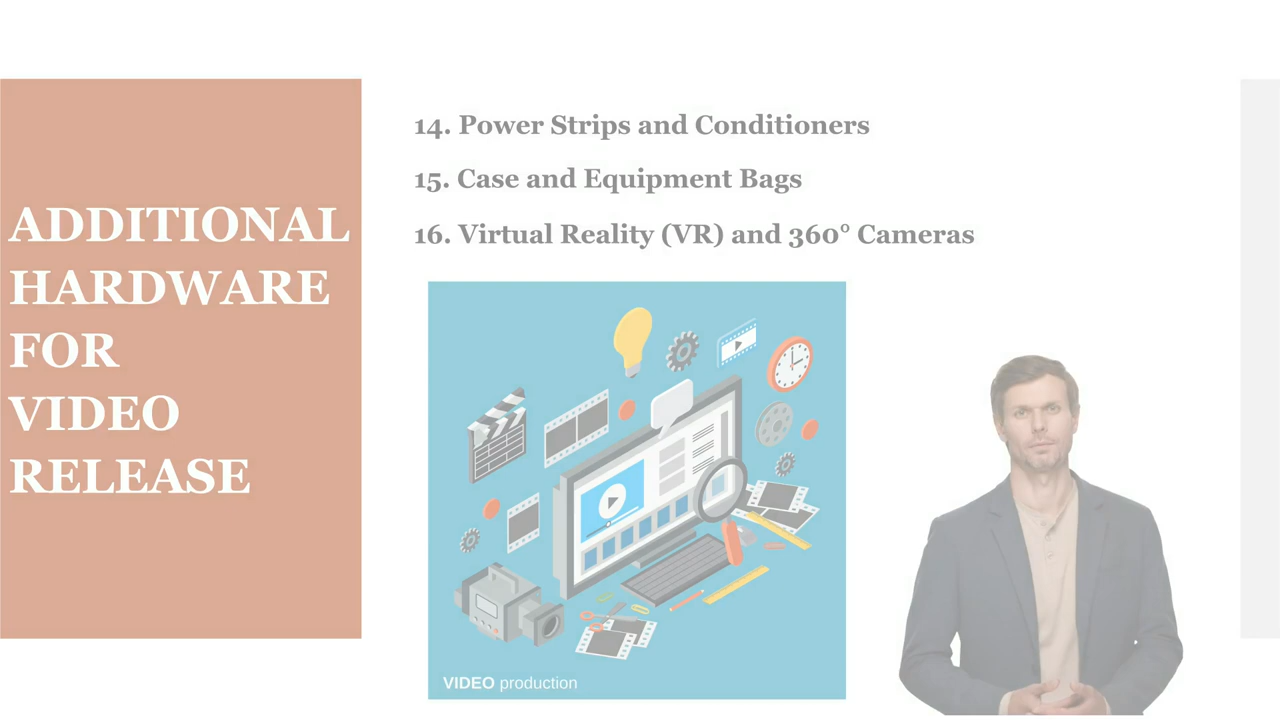 ADDITIONAL
HARDWARE
FOR
VIDEO
RELEASE
14. Power Strips and Conditioners
15. Case and Equipment Bags
16. Virtual Reality (VR) and 360° Cameras
VIDEO production